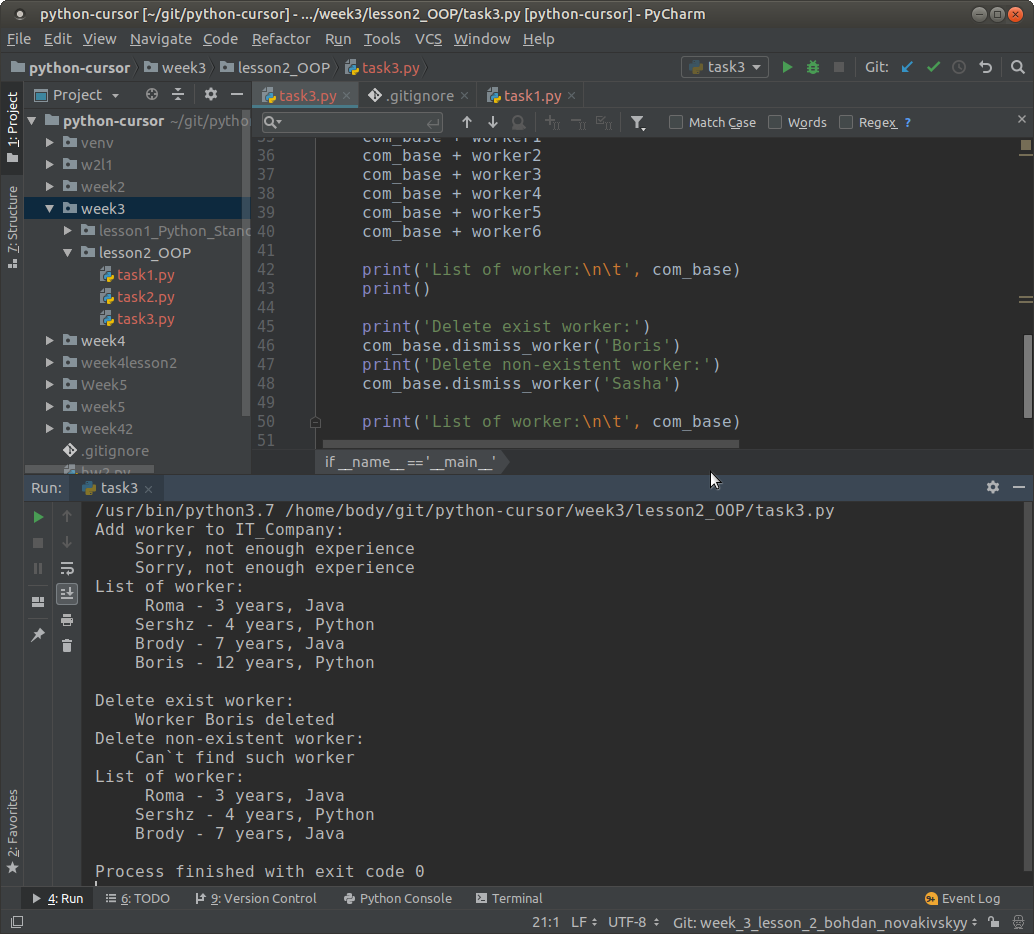 python-cursor [~/git/python-cursor] - .../week3/lesson2_OOP/task3.py [python-cursor] - PyCharm
File Edit View Navigate Code Refactor Run Tools VCS Window Help
python-cursor week3 lesson2_OOP task3.py task3 Git:
1: Project
7: Structure
2: Favorites
Project
python-cursor ~/git/pytho
venv
w2l1
week2
week3
lesson1_Python_Stand
lesson2_OOP
task1.py
task2.py
task3.py
week4
week4lesson2
Week5
week5
week42
.gitignore
hw2.py
task3.py .gitignore task1.py
Match Case Words Regex ?
35 com_base + worker1
36 com_base + worker2
37 com_base + worker3
38 com_base + worker4
39 com_base + worker5
40 com_base + worker6
41
42 print('List of worker:\n\t', com_base)
43 print()
44
45 print('Delete exist worker:')
46 com_base.dismiss_worker('Boris')
47 print('Delete non-existent worker:')
48 com_base.dismiss_worker('Sasha')
49
50 print('List of worker:\n\t', com_base)
51
if __name__ == '__main__'
Run: task3
/usr/bin/python3.7 /home/body/git/python-cursor/week3/lesson2_OOP/task3.py
Add worker to IT_Company:
Sorry, not enough experience
Sorry, not enough experience
List of worker:
Roma - 3 years, Java
Sershz - 4 years, Python
Brody - 7 years, Java
Boris - 12 years, Python
Delete exist worker:
Worker Boris deleted
Delete non-existent worker:
Can`t find such worker
List of worker:
Roma - 3 years, Java
Sershz - 4 years, Python
Brody - 7 years, Java
Process finished with exit code 0
4: Run 6: TODO 9: Version Control Python Console Terminal 9+ Event Log
21:1 LF UTF-8 Git: week_3_lesson_2_bohdan_novakivskyy